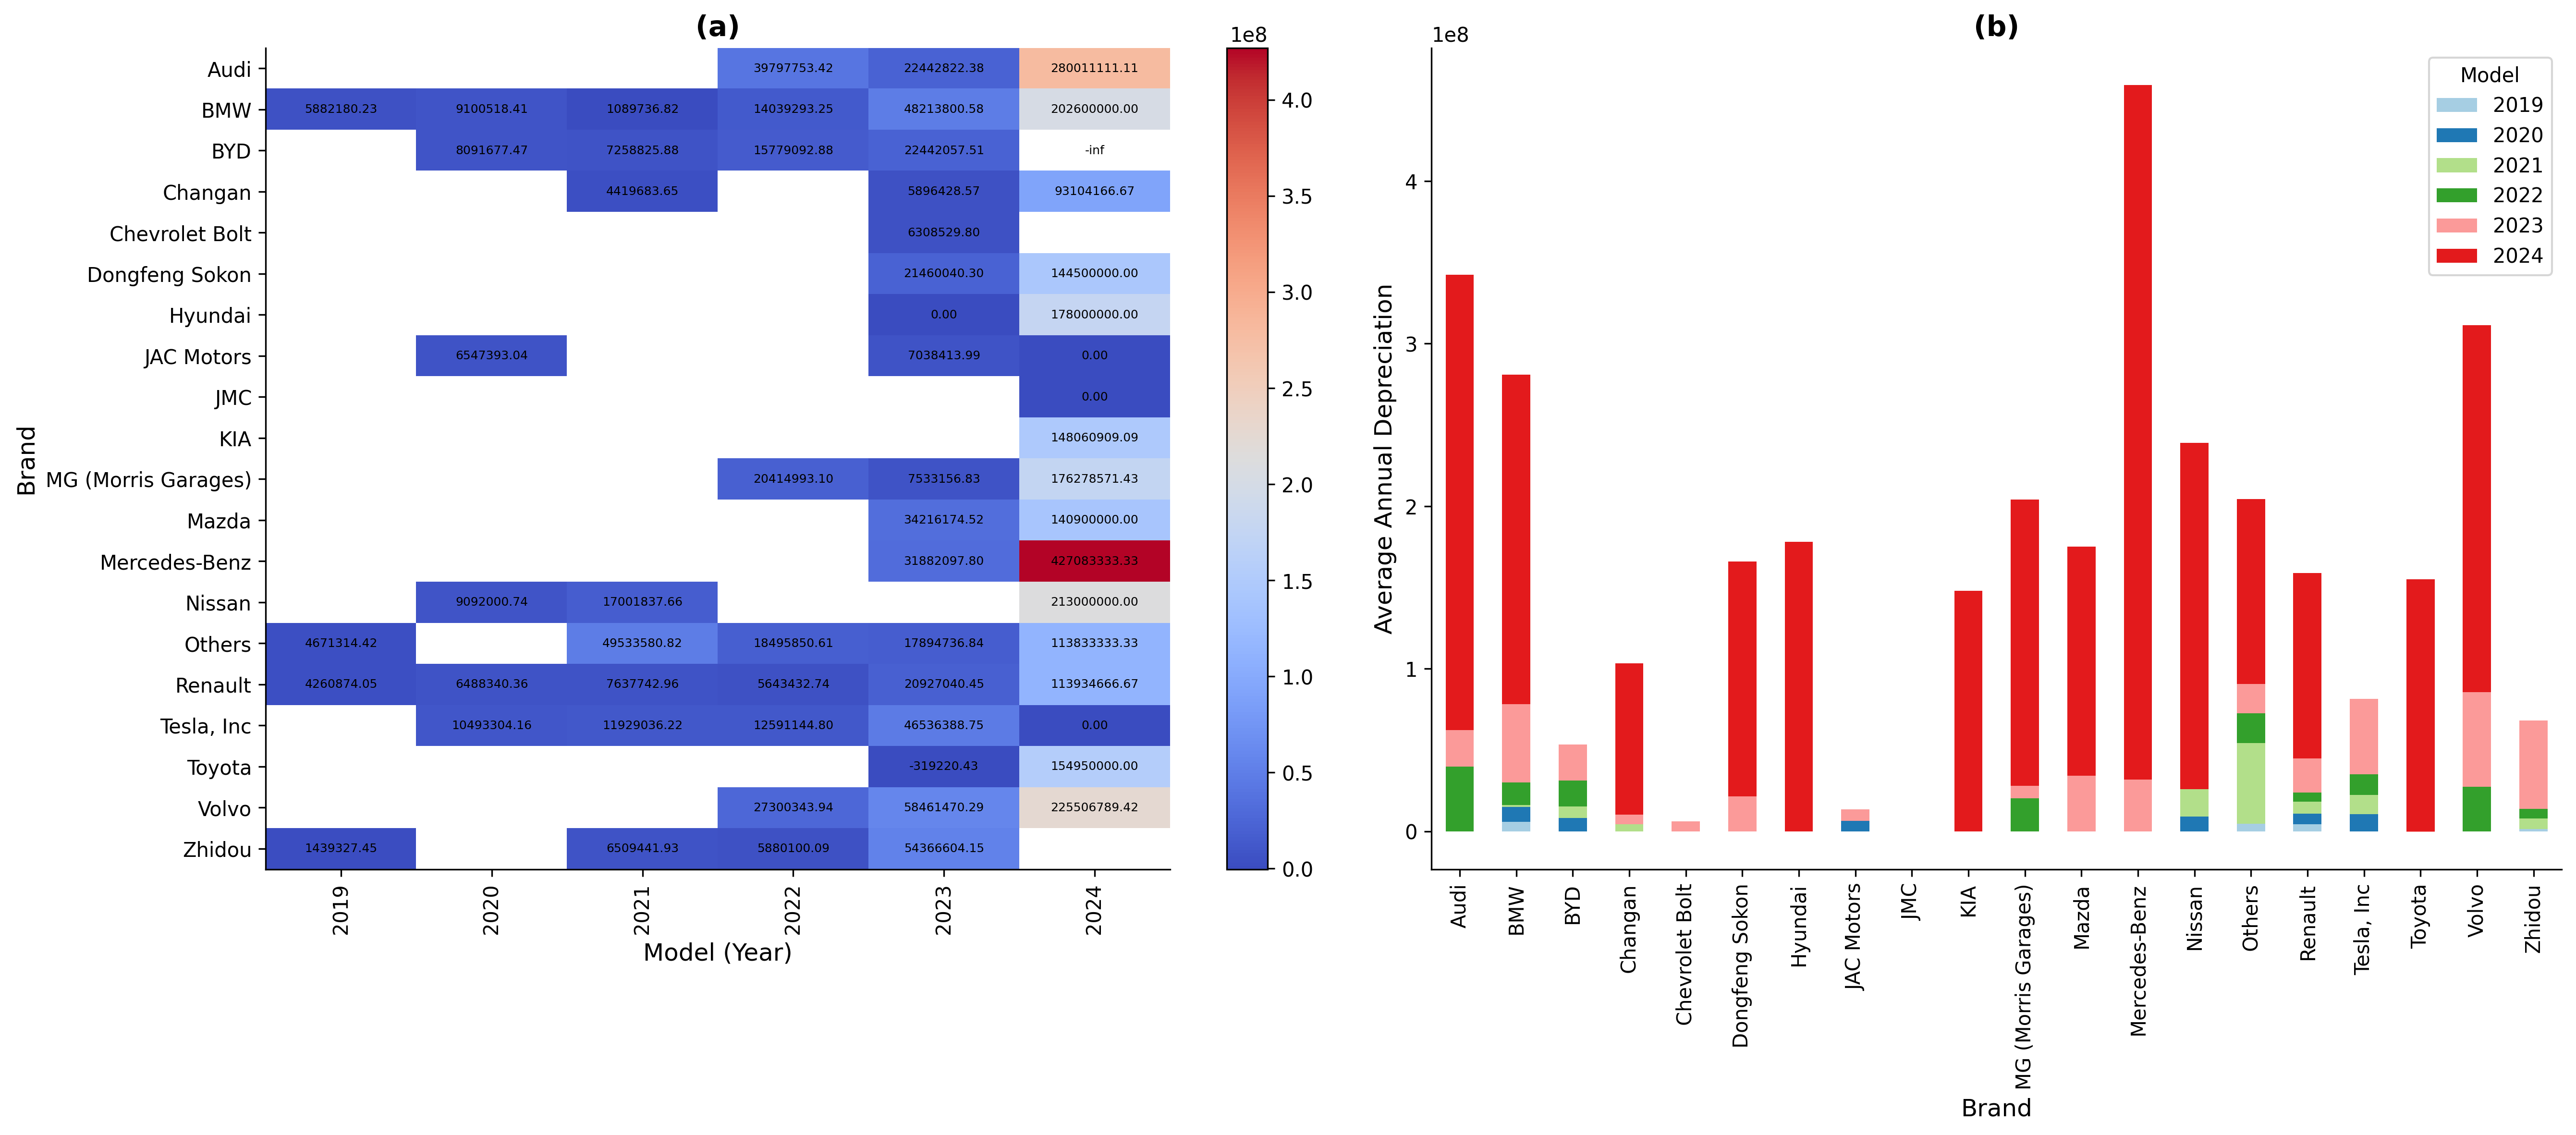 (a)
1e8
Audi 39797753.42 22442822.38 280011111.11
BMW 5882180.23 9100518.41 1089736.82 14039293.25 48213800.58 202600000.00
BYD 8091677.47 7258825.88 15779092.88 22442057.51 -inf
Changan 4419683.65 5896428.57 93104166.67
Chevrolet Bolt 6308529.80
Dongfeng Sokon 21460040.30 144500000.00
Hyundai 0.00 178000000.00
JAC Motors 6547393.04 7038413.99 0.00
JMC 0.00
KIA 148060909.09
MG (Morris Garages) 20414993.10 7533156.83 176278571.43
Mazda 34216174.52 140900000.00
Mercedes-Benz 31882097.80 427083333.33
Nissan 9092000.74 17001837.66 213000000.00
Others 4671314.42 49533580.82 18495850.61 17894736.84 113833333.33
Renault 4260874.05 6488340.36 7637742.96 5643432.74 20927040.45 113934666.67
Tesla, Inc 10493304.16 11929036.22 12591144.80 46536388.75 0.00
Toyota -319220.43 154950000.00
Volvo 27300343.94 58461470.29 225506789.42
Zhidou 1439327.45 6509441.93 5880100.09 54366604.15
Brand
2019 2020 2021 2022 2023 2024
Model (Year)
4.0
3.5
3.0
2.5
2.0
1.5
1.0
0.5
0.0
(b)
1e8
Average Annual Depreciation
4
3
2
1
0
Model
2019
2020
2021
2022
2023
2024
Audi
BMW
BYD
Changan
Chevrolet Bolt
Dongfeng Sokon
Hyundai
JAC Motors
JMC
KIA
MG (Morris Garages)
Mazda
Mercedes-Benz
Nissan
Others
Renault
Tesla, Inc
Toyota
Volvo
Zhidou
Brand